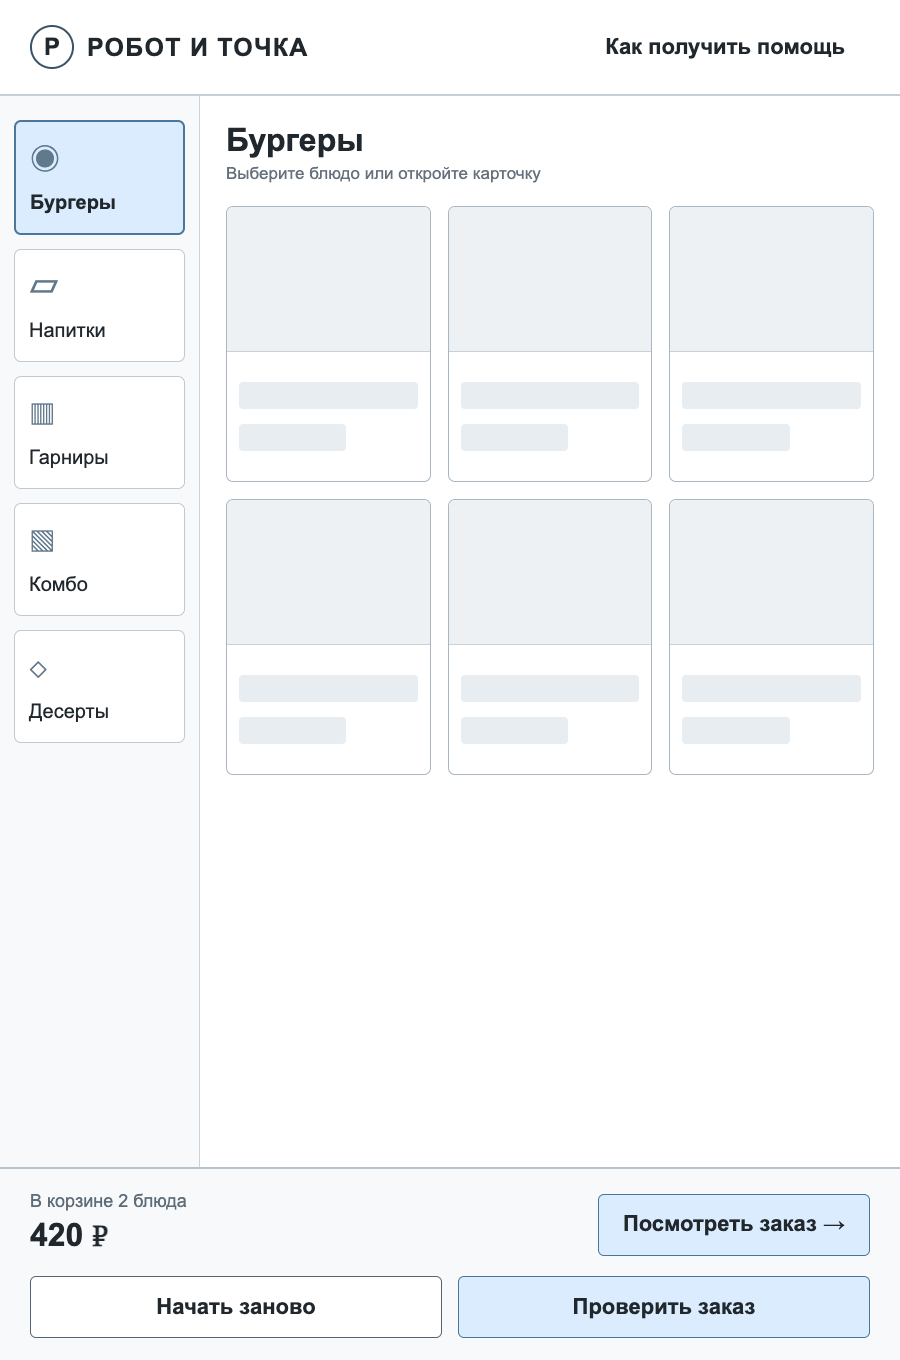 Р РОБОТ И ТОЧКА
Как получить помощь
Бургеры
Напитки
Гарниры
Комбо
Десерты
Бургеры
Выберите блюдо или откройте карточку
В корзине 2 блюда
420 ₽
Посмотреть заказ →
Начать заново
Проверить заказ